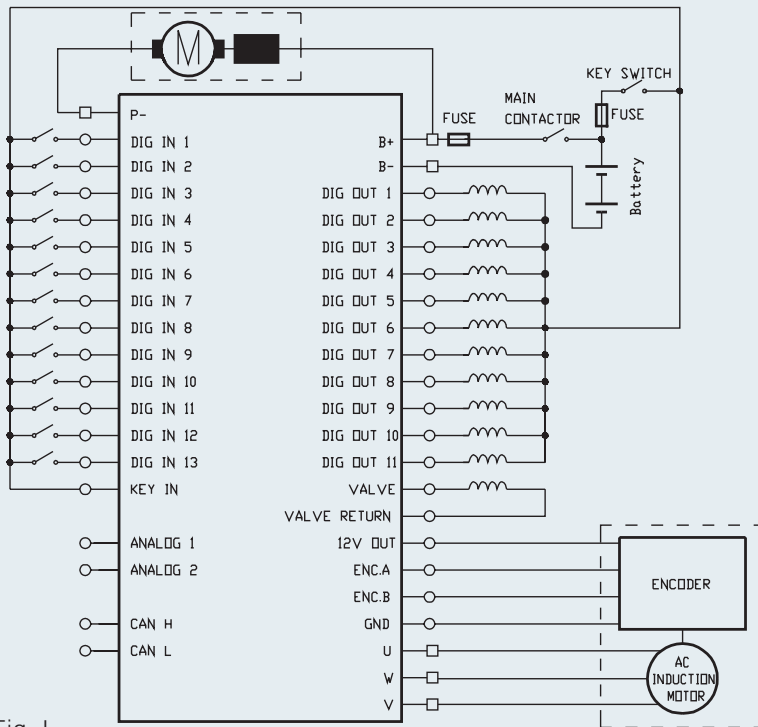 M
KEY SWITCH
MAIN
CONTACTOR
FUSE
FUSE
Battery
P-
DIG IN 1
DIG IN 2
DIG IN 3
DIG IN 4
DIG IN 5
DIG IN 6
DIG IN 7
DIG IN 8
DIG IN 9
DIG IN 10
DIG IN 11
DIG IN 12
DIG IN 13
KEY IN
ANALOG 1
ANALOG 2
CAN H
CAN L
B+
B-
DIG OUT 1
DIG OUT 2
DIG OUT 3
DIG OUT 4
DIG OUT 5
DIG OUT 6
DIG OUT 7
DIG OUT 8
DIG OUT 9
DIG OUT 10
DIG OUT 11
VALVE
VALVE RETURN
12V OUT
ENC.A
ENC.B
GND
U
W
V
ENCODER
AC
INDUCTION
MOTOR